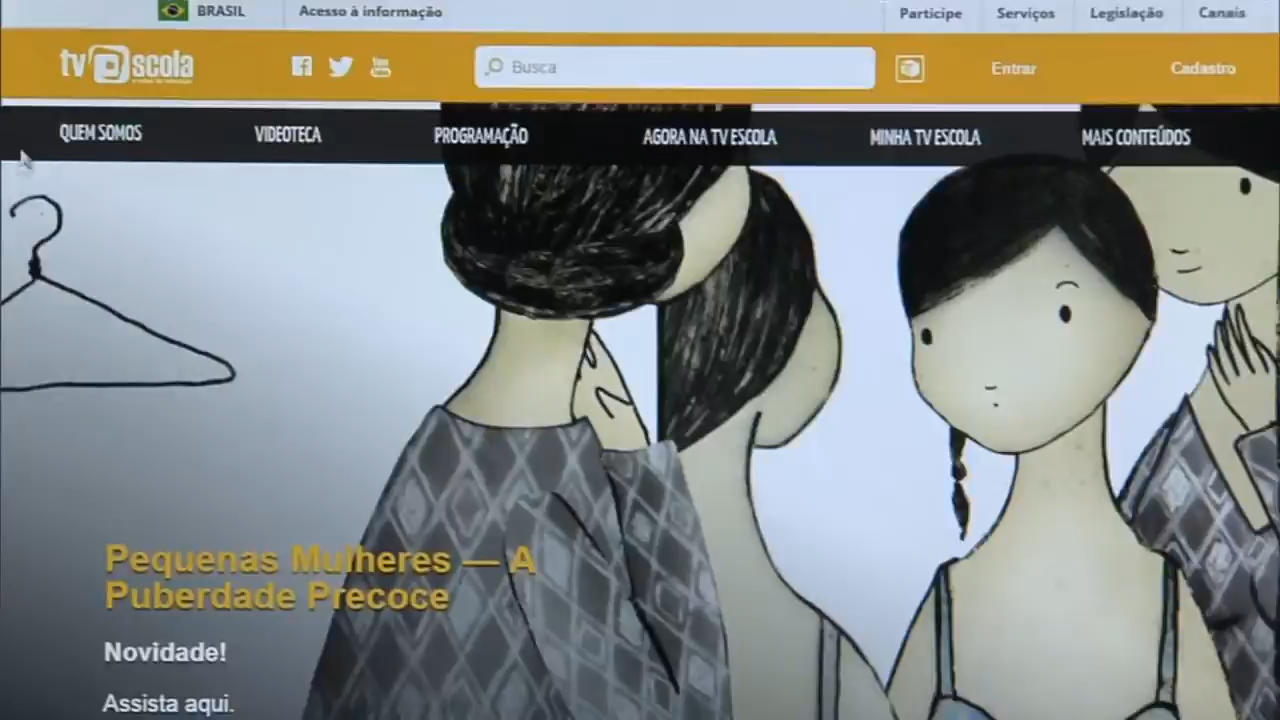 BRASIL
Acesso à informação
Participe
Serviços
Legislação
Canais
tv escola
Busca
Entrar
Cadastro
QUEM SOMOS
VIDEOTECA
PROGRAMAÇÃO
AGORA NA TV ESCOLA
MINHA TV ESCOLA
MAIS CONTEÚDOS
Pequenas Mulheres — A
Puberdade Precoce
Novidade!
Assista aqui.